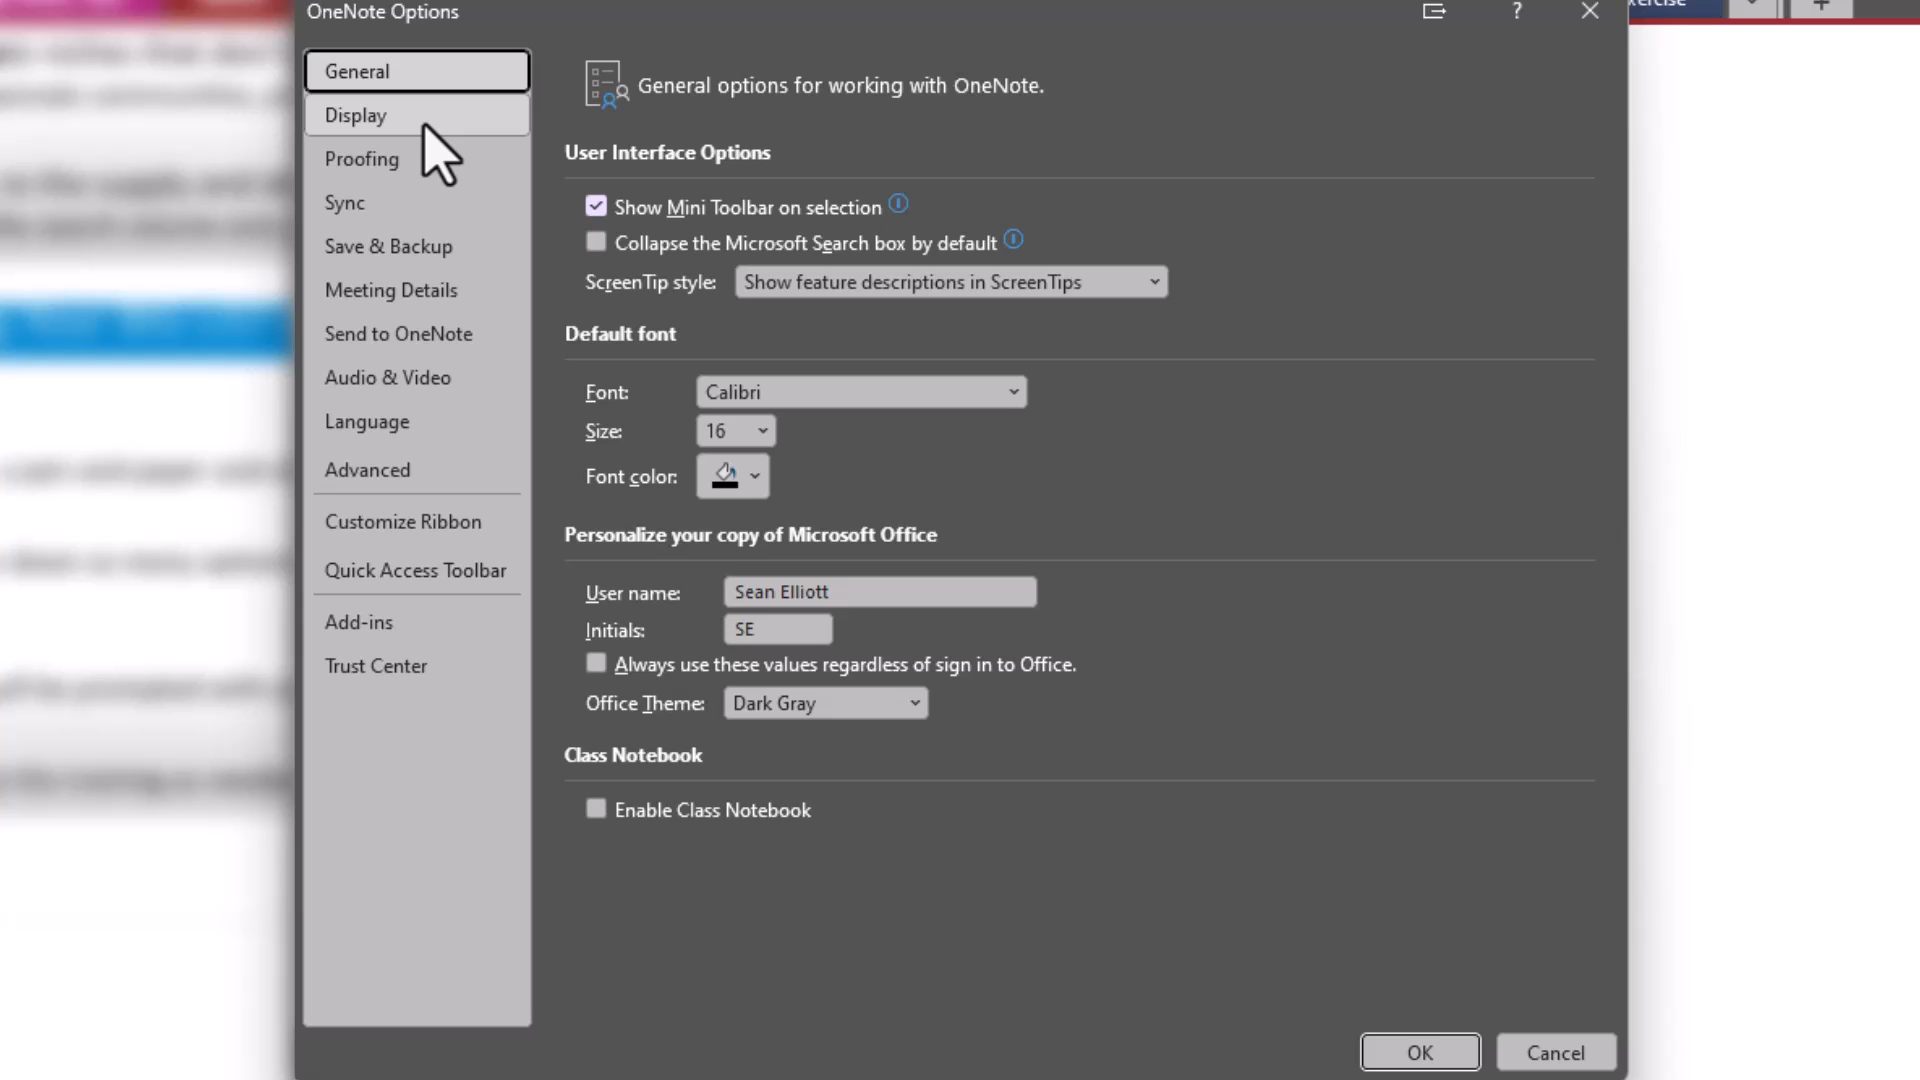 OneNote Options
?
General
Display
Proofing
Sync
Save & Backup
Meeting Details
Send to OneNote
Audio & Video
Language
Advanced
Customize Ribbon
Quick Access Toolbar
Add-ins
Trust Center
General options for working with OneNote.
User Interface Options
Show Mini Toolbar on selection
Collapse the Microsoft Search box by default
ScreenTip style: Show feature descriptions in ScreenTips
Default font
Font: Calibri
Size: 16
Font color:
Personalize your copy of Microsoft Office
User name: Sean Elliott
Initials: SE
Always use these values regardless of sign in to Office.
Office Theme: Dark Gray
Class Notebook
Enable Class Notebook
OK Cancel